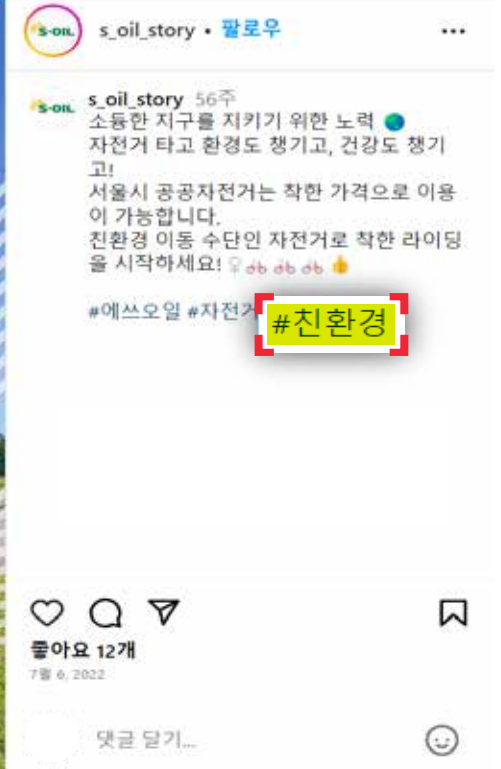 S-OIL
s_oil_story • 팔로우
S-OIL
s_oil_story 56주
소듕한 지구를 지키기 위한 노력 🌏
자전거 타고 환경도 챙기고, 건강도 챙기
고!
서울시 공공자전거는 착한 가격으로 이용
이 가능합니다.
친환경 이동 수단인 자전거로 착한 라이딩
을 시작하세요! ♀🚲🚲🚲👍
#에쓰오일 #자전거 #친환경
좋아요 12개
7월 6, 2022
댓글 달기...